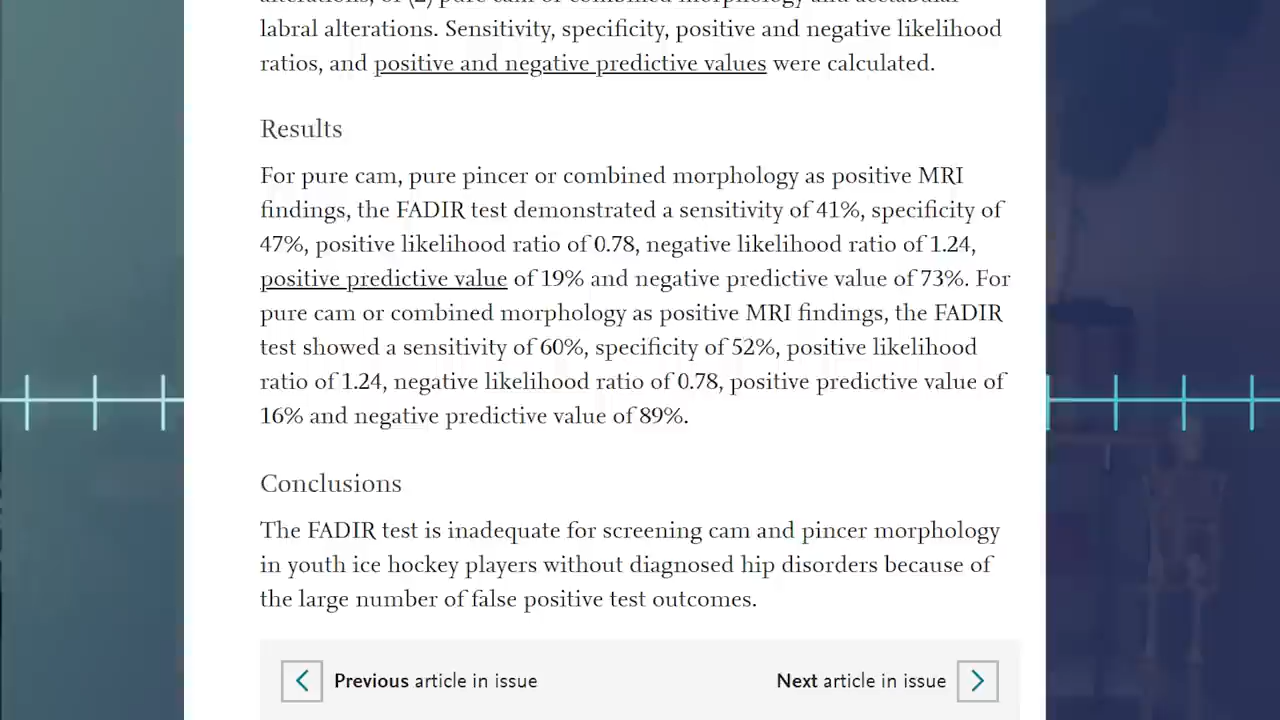 labral alterations. Sensitivity, specificity, positive and negative likelihood
ratios, and positive and negative predictive values were calculated.
Results
For pure cam, pure pincer or combined morphology as positive MRI
findings, the FADIR test demonstrated a sensitivity of 41%, specificity of
47%, positive likelihood ratio of 0.78, negative likelihood ratio of 1.24,
positive predictive value of 19% and negative predictive value of 73%. For
pure cam or combined morphology as positive MRI findings, the FADIR
test showed a sensitivity of 60%, specificity of 52%, positive likelihood
ratio of 1.24, negative likelihood ratio of 0.78, positive predictive value of
16% and negative predictive value of 89%.
Conclusions
The FADIR test is inadequate for screening cam and pincer morphology
in youth ice hockey players without diagnosed hip disorders because of
the large number of false positive test outcomes.
Previous article in issue
Next article in issue